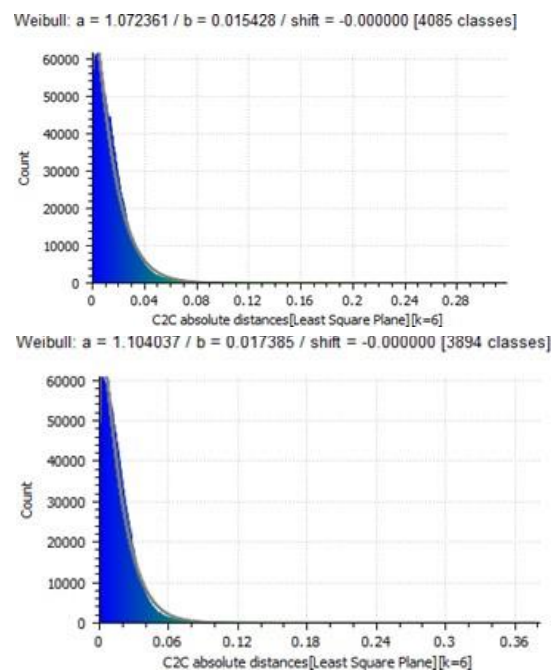 Weibull: a = 1.072361 / b = 0.015428 / shift = -0.000000 [4085 classes]
60000
50000
40000
30000
20000
10000
0
Count
0 0.04 0.08 0.12 0.16 0.2 0.24 0.28
C2C absolute distances[Least Square Plane][k=6]
Weibull: a = 1.104037 / b = 0.017385 / shift = -0.000000 [3894 classes]
60000
50000
40000
30000
20000
10000
0
Count
0 0.06 0.12 0.18 0.24 0.3 0.36
C2C absolute distances[Least Square Plane][k=6]